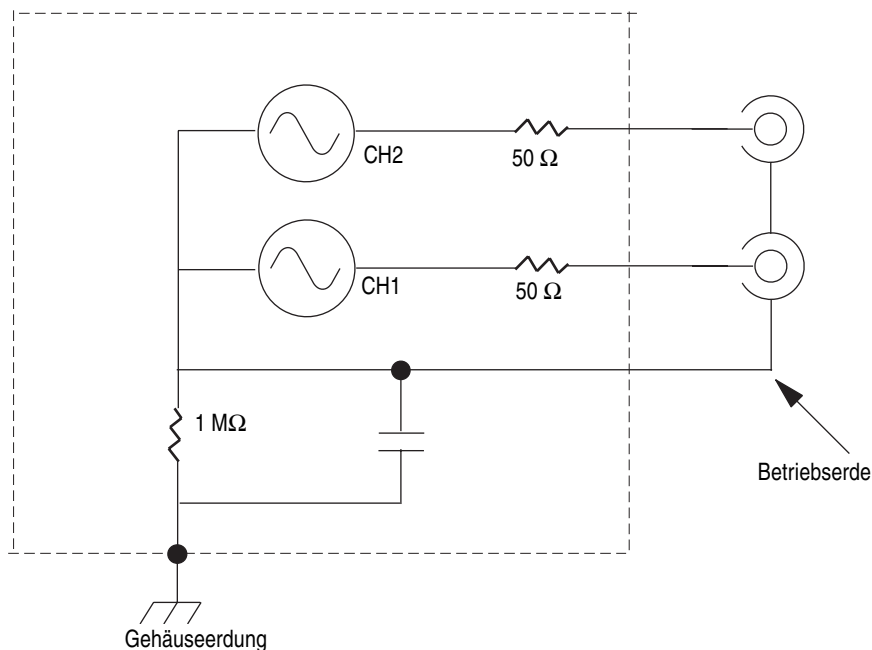 CH2
50 Ω
CH1
50 Ω
1 MΩ
Betriebserde
Gehäuseerdung